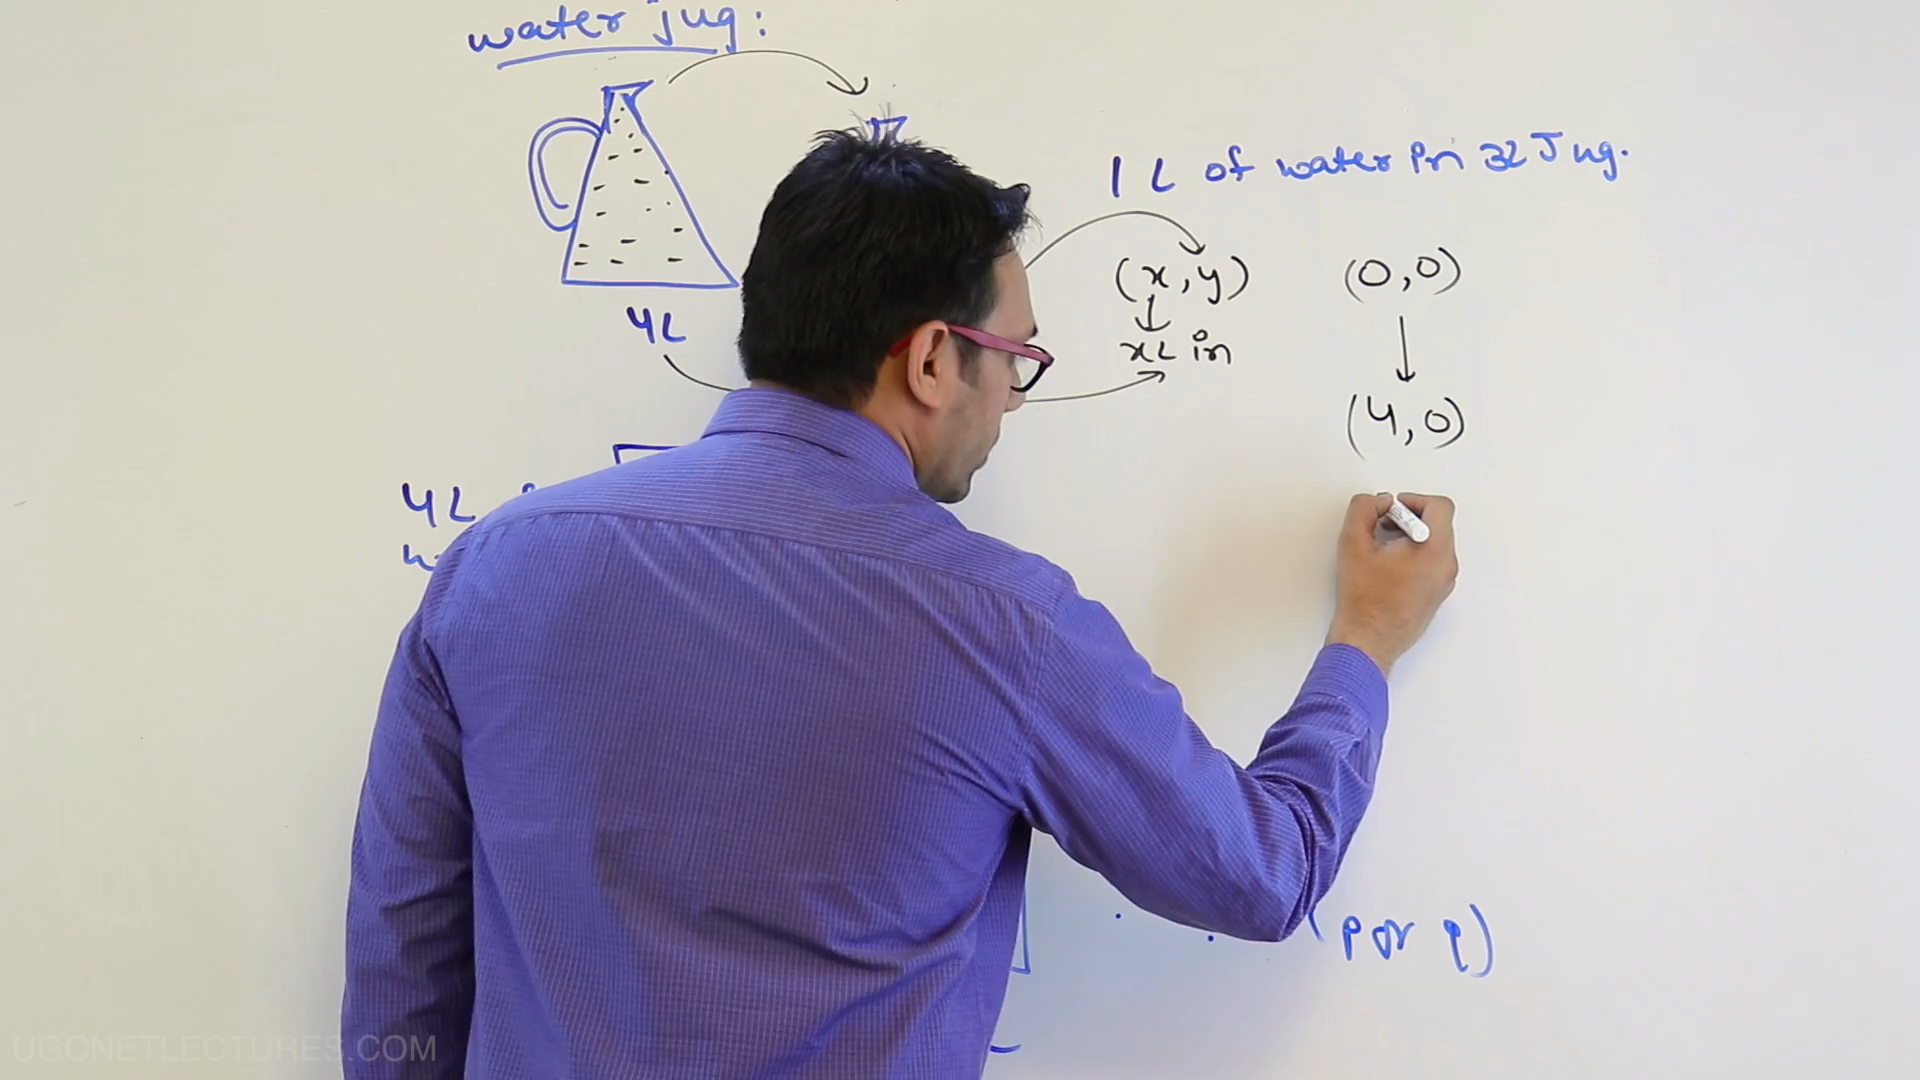 water Jug:
1 L of water in 3L Jug.
(x,y) (0,0)
4L
xL in
(4,0)
4L
(P or q)
UGCNETLECTURES.COM